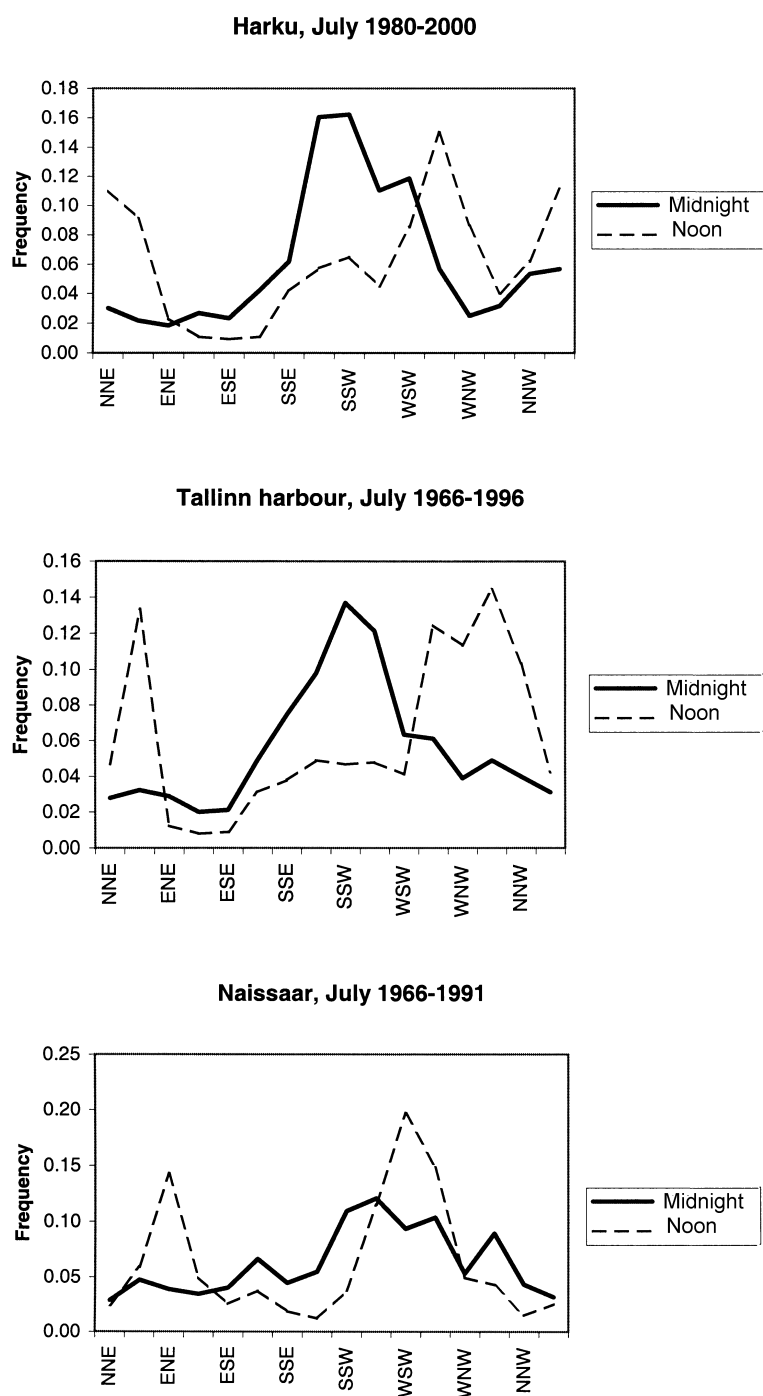 Harku, July 1980-2000
0.18
0.16
0.14
0.12
0.10
0.08
0.06
0.04
0.02
0.00
Frequency
NNE
ENE
ESE
SSE
SSW
WSW
WNW
NNW
Midnight
Noon
Tallinn harbour, July 1966-1996
0.16
0.14
0.12
0.10
0.08
0.06
0.04
0.02
0.00
Frequency
NNE
ENE
ESE
SSE
SSW
WSW
WNW
NNW
Midnight
Noon
Naissaar, July 1966-1991
0.25
0.20
0.15
0.10
0.05
0.00
Frequency
NNE
ENE
ESE
SSE
SSW
WSW
WNW
NNW
Midnight
Noon